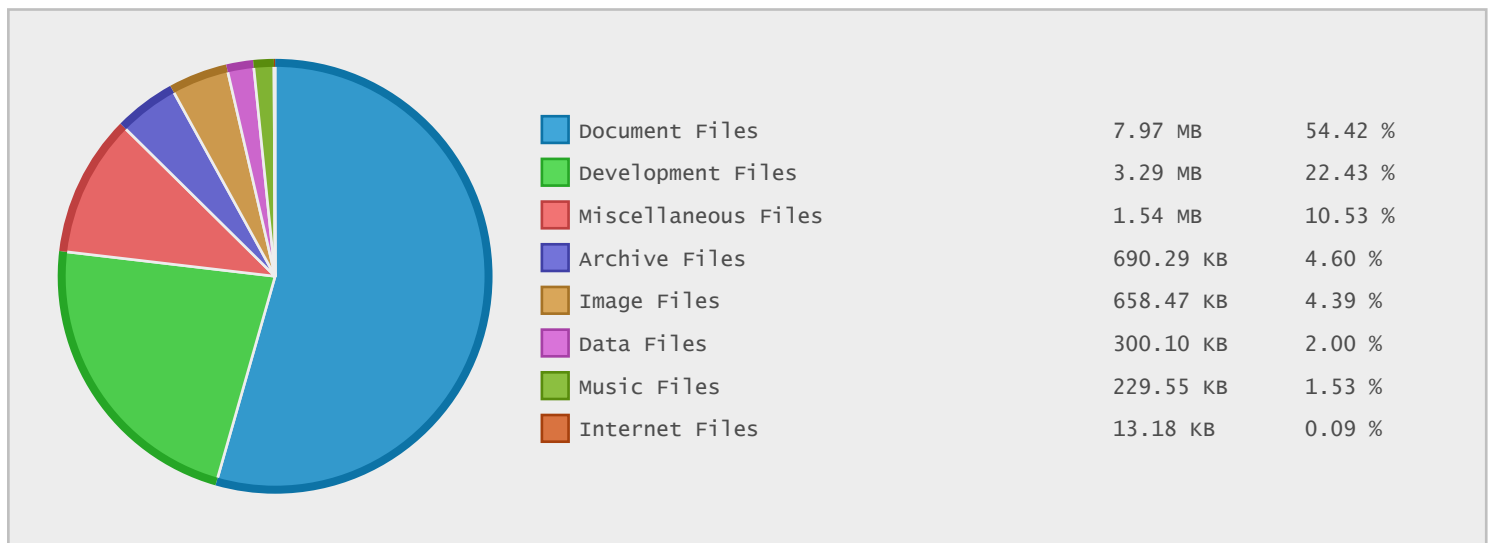 Document Files 7.97 MB 54.42 %
Development Files 3.29 MB 22.43 %
Miscellaneous Files 1.54 MB 10.53 %
Archive Files 690.29 KB 4.60 %
Image Files 658.47 KB 4.39 %
Data Files 300.10 KB 2.00 %
Music Files 229.55 KB 1.53 %
Internet Files 13.18 KB 0.09 %